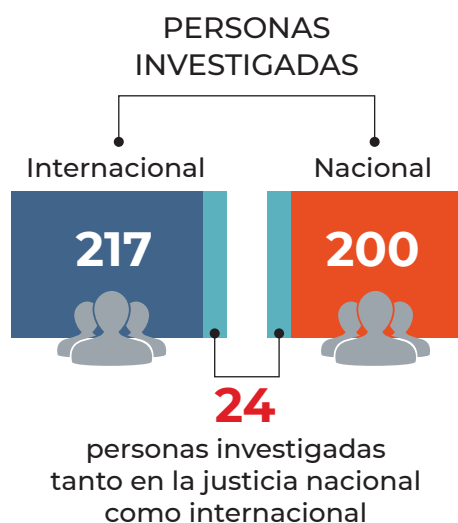 PERSONAS
INVESTIGADAS
Internacional
Nacional
217
200
24
personas investigadas
tanto en la justicia nacional
como internacional